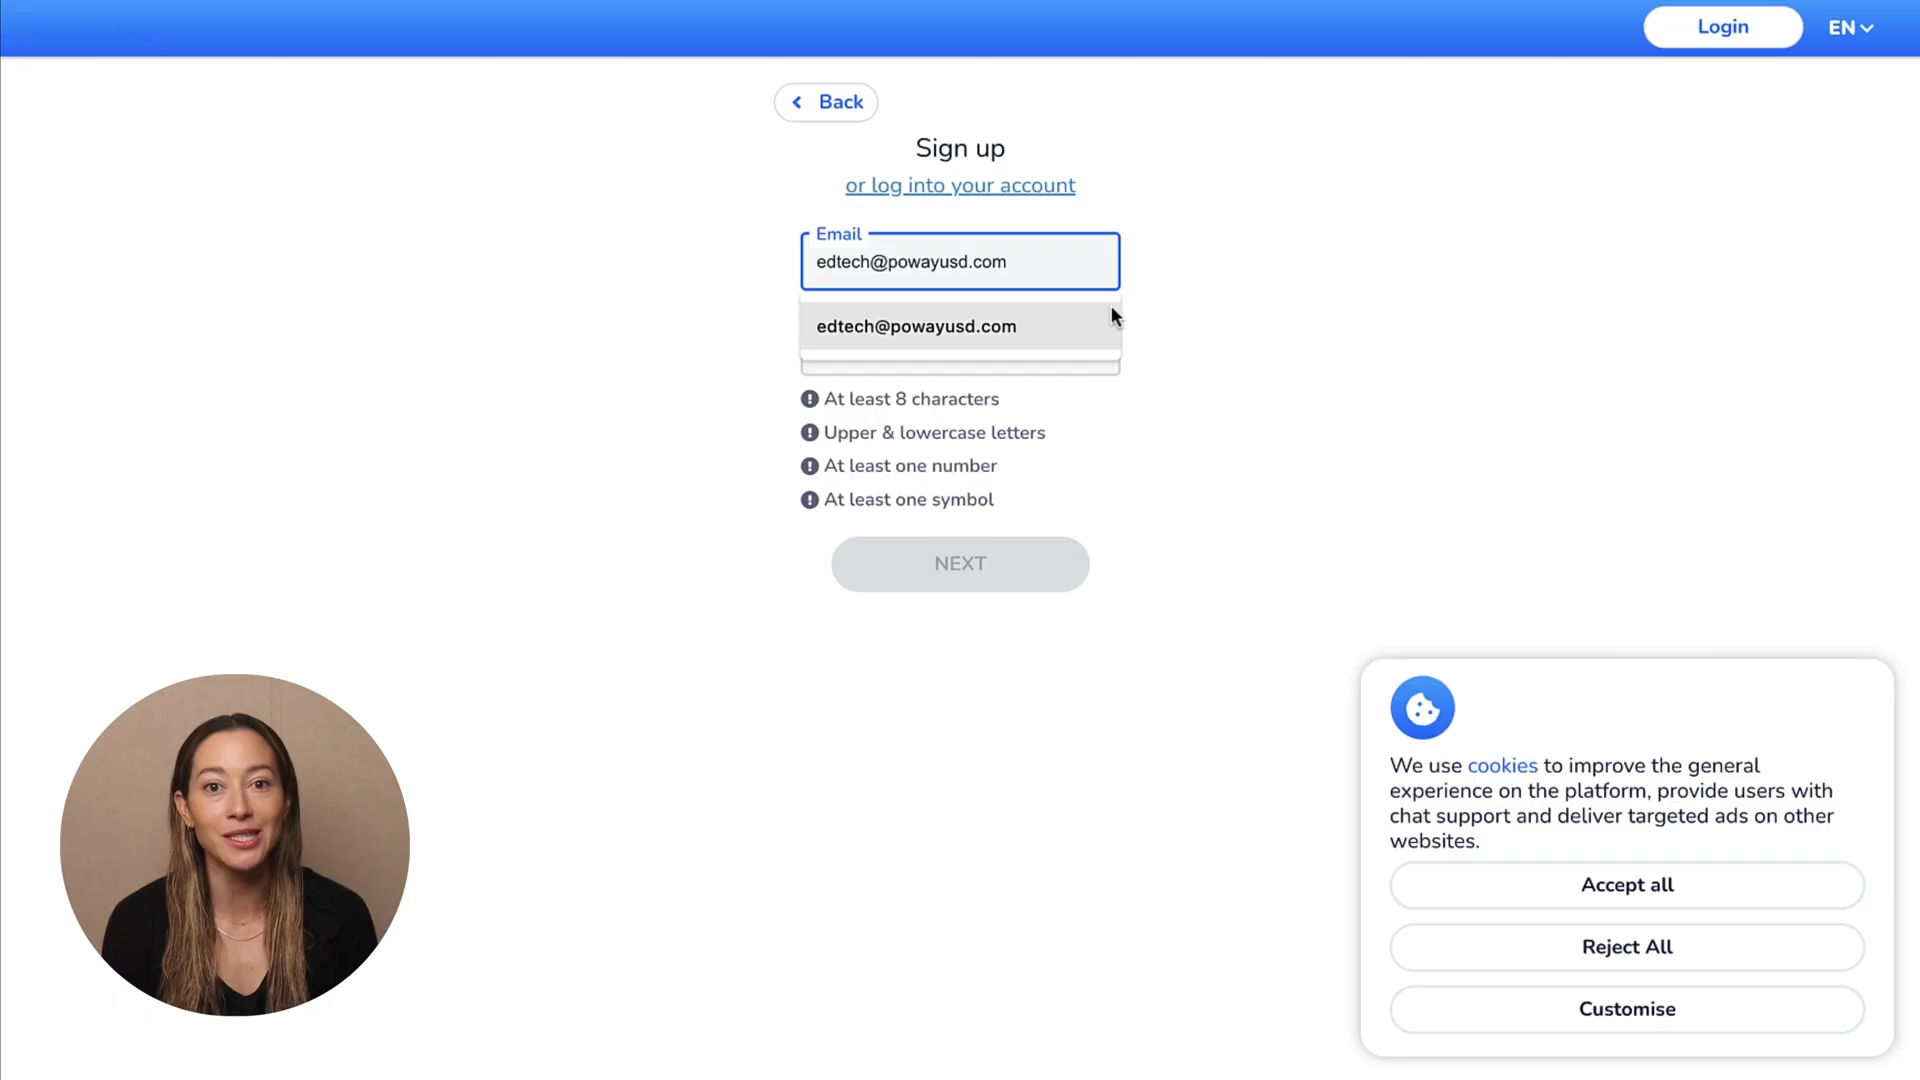 Login
EN
Back
Sign up
or log into your account
Email
edtech@powayusd.com
edtech@powayusd.com
At least 8 characters
Upper & lowercase letters
At least one number
At least one symbol
NEXT
We use cookies to improve the general
experience on the platform, provide users with
chat support and deliver targeted ads on other
websites.
Accept all
Reject All
Customise